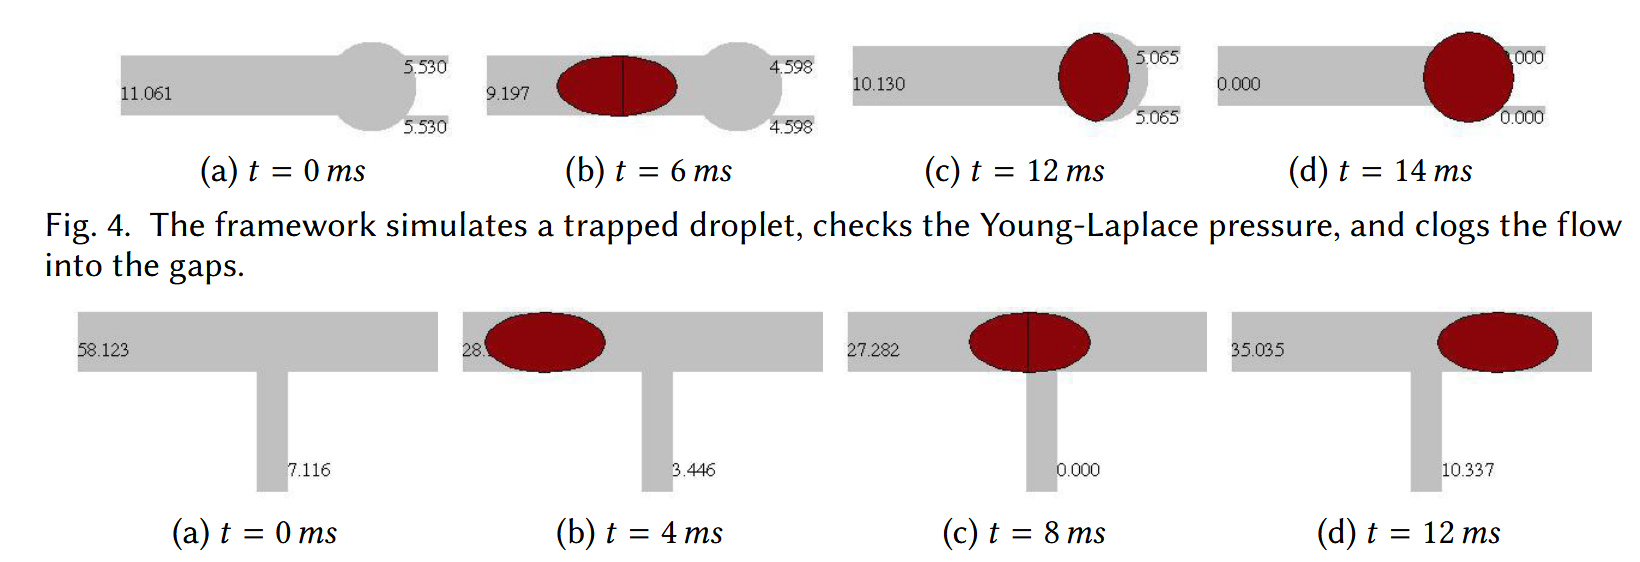 5.530
11.061
5.530
4.598
9.197
4.598
5.065
10.130
5.065
.000
0.000
0.000
(a) t = 0 ms
(b) t = 6 ms
(c) t = 12 ms
(d) t = 14 ms
Fig. 4. The framework simulates a trapped droplet, checks the Young-Laplace pressure, and clogs the flow
into the gaps.
58.123
28.
27.282
35.035
7.116
3.446
0.000
10.337
(a) t = 0 ms
(b) t = 4 ms
(c) t = 8 ms
(d) t = 12 ms